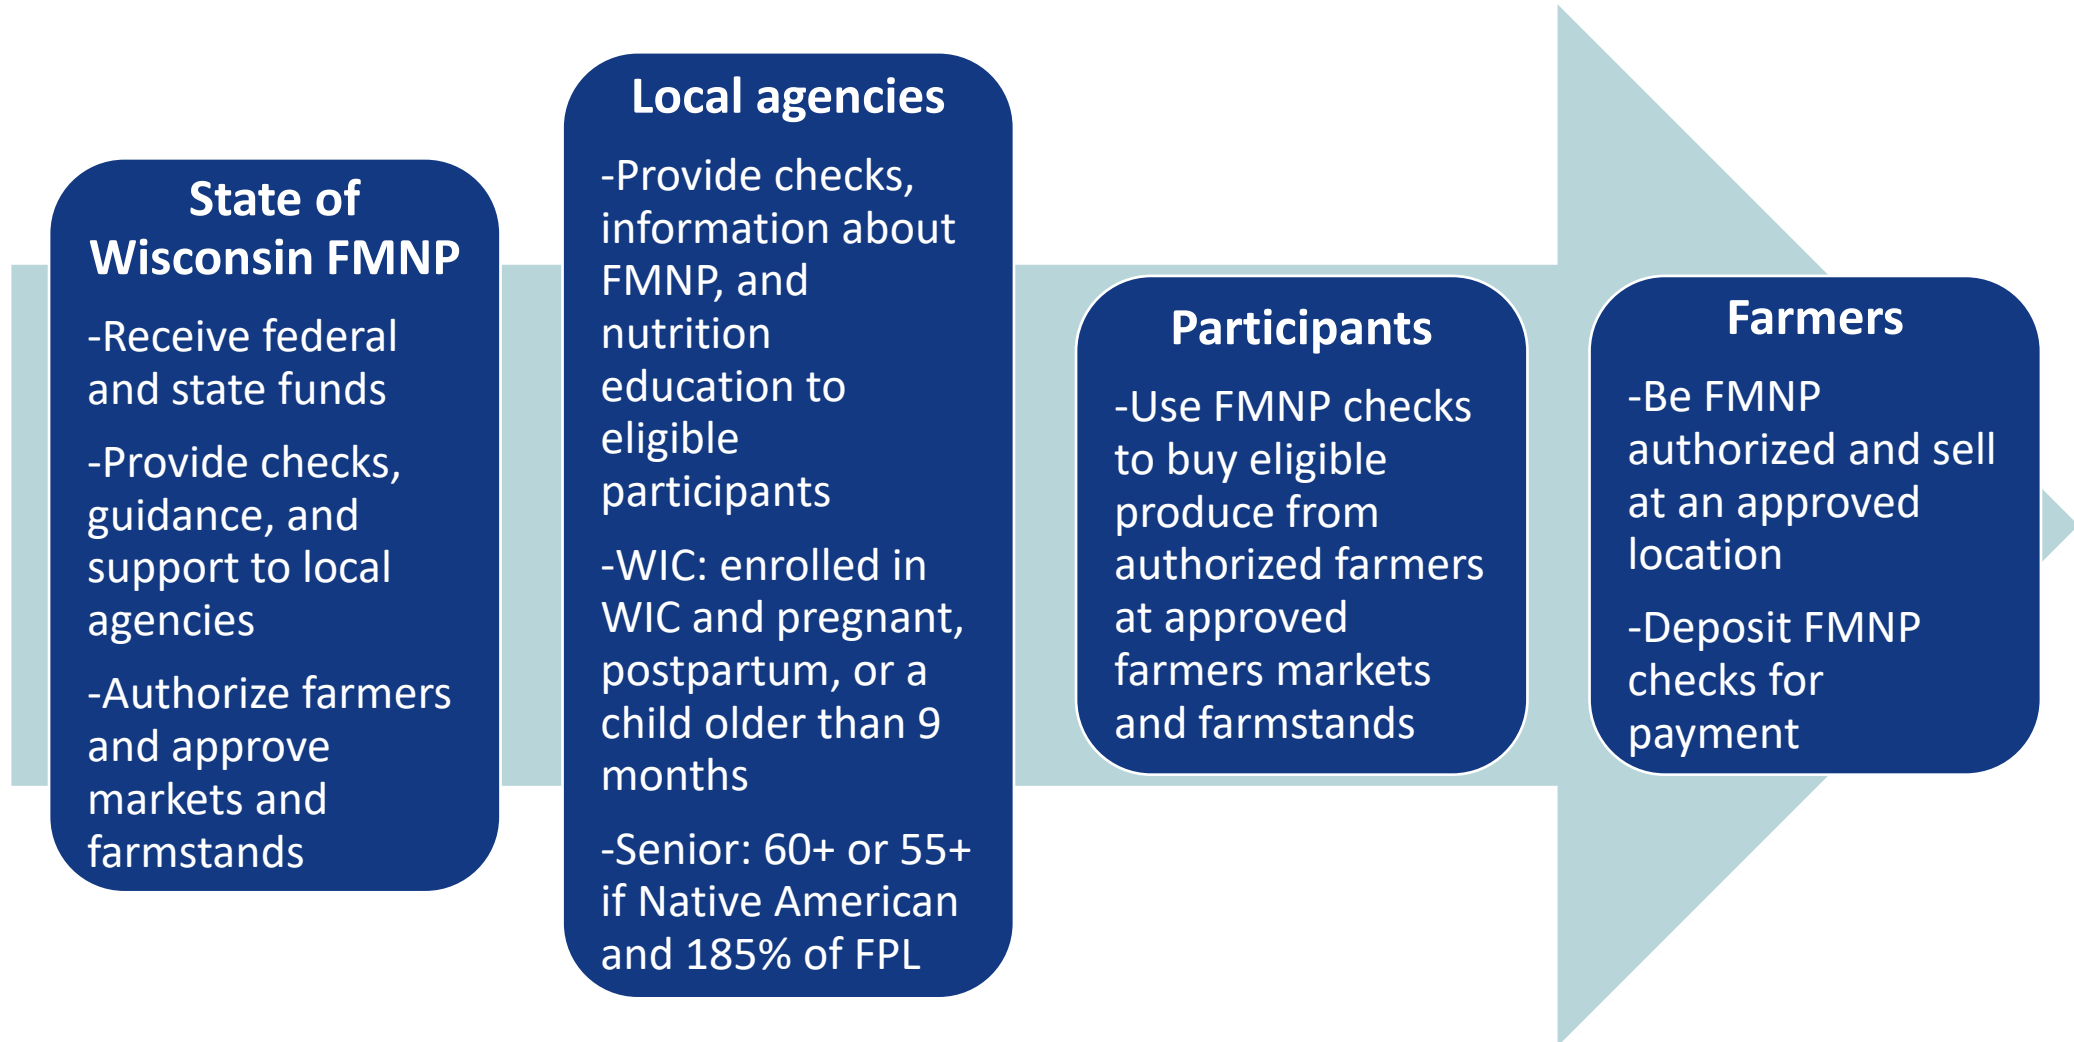 State of
Wisconsin FMNP
-Receive federal
and state funds
-Provide checks,
guidance, and
support to local
agencies
-Authorize farmers
and approve
markets and
farmstands
Local agencies
-Provide checks,
information about
FMNP, and
nutrition
education to
eligible
participants
-WIC: enrolled in
WIC and pregnant,
postpartum, or a
child older than 9
months
-Senior: 60+ or 55+
if Native American
and 185% of FPL
Participants
-Use FMNP checks
to buy eligible
produce from
authorized farmers
at approved
farmers markets
and farmstands
Farmers
-Be FMNP
authorized and sell
at an approved
location
-Deposit FMNP
checks for
payment